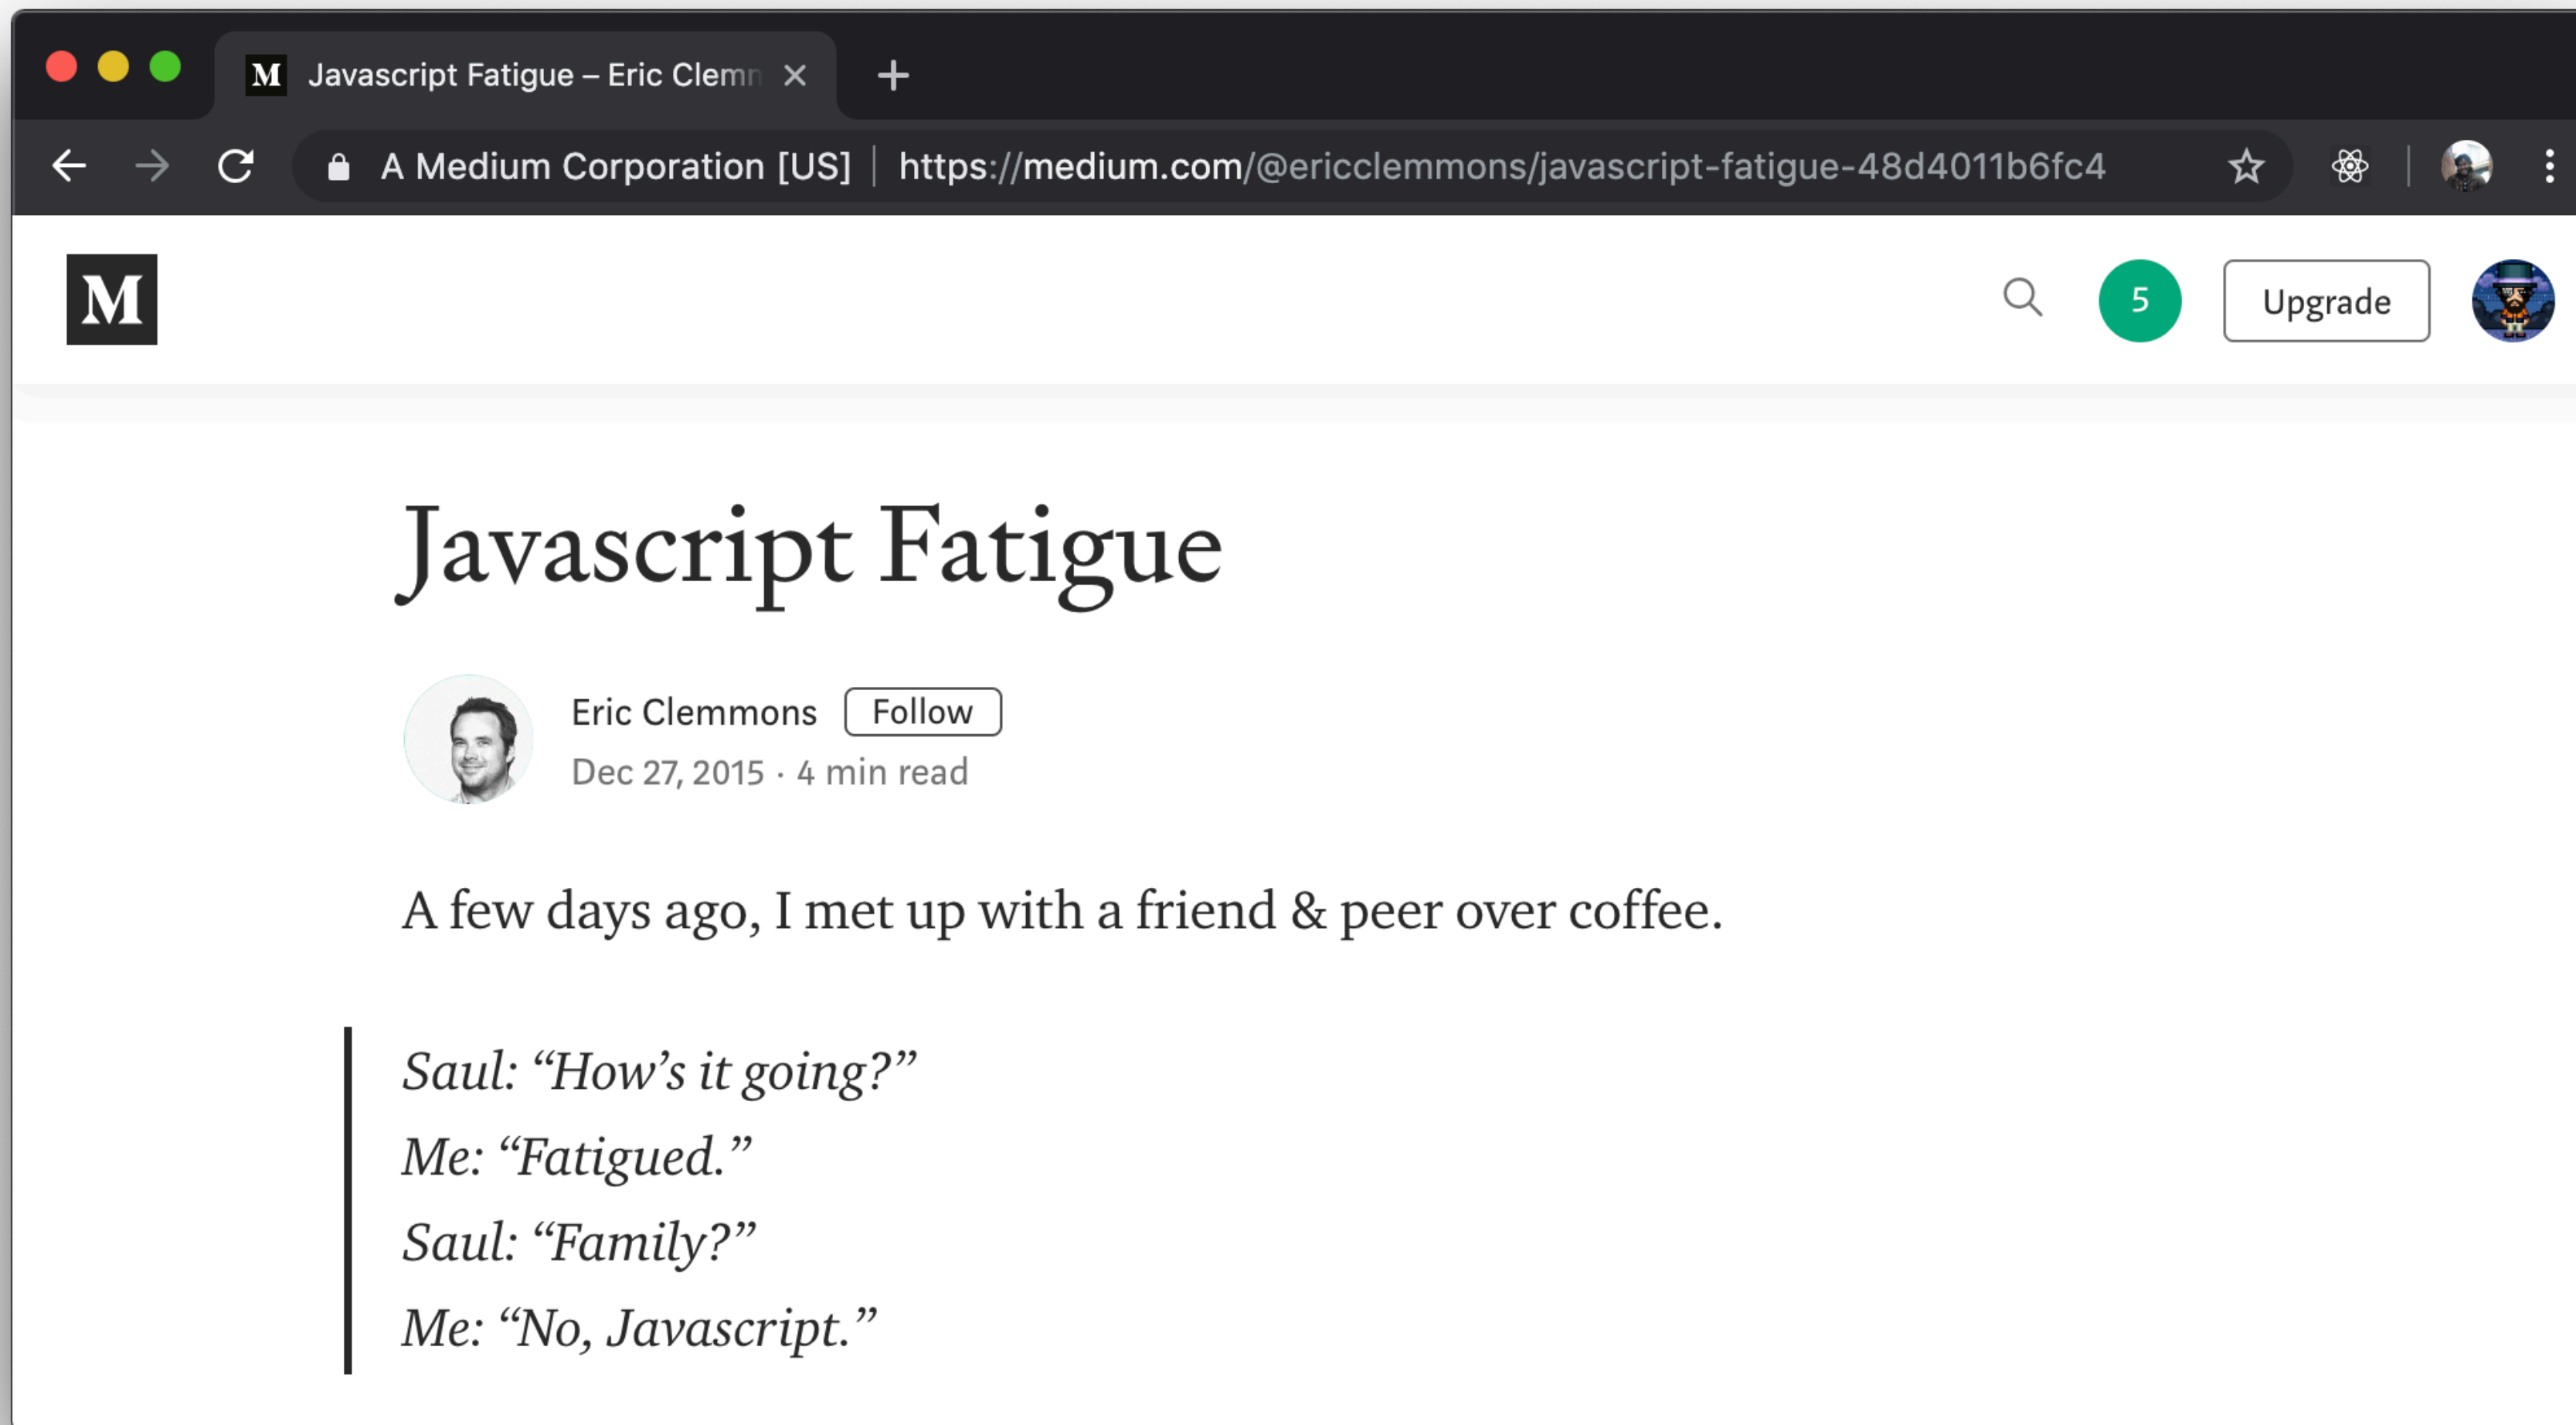 M Javascript Fatigue – Eric Clemm
A Medium Corporation [US] | https://medium.com/@ericclemmons/javascript-fatigue-48d4011b6fc4
M
5
Upgrade
Javascript Fatigue
Eric Clemmons Follow
Dec 27, 2015 · 4 min read
A few days ago, I met up with a friend & peer over coffee.
Saul: “How’s it going?”
Me: “Fatigued.”
Saul: “Family?”
Me: “No, Javascript.”